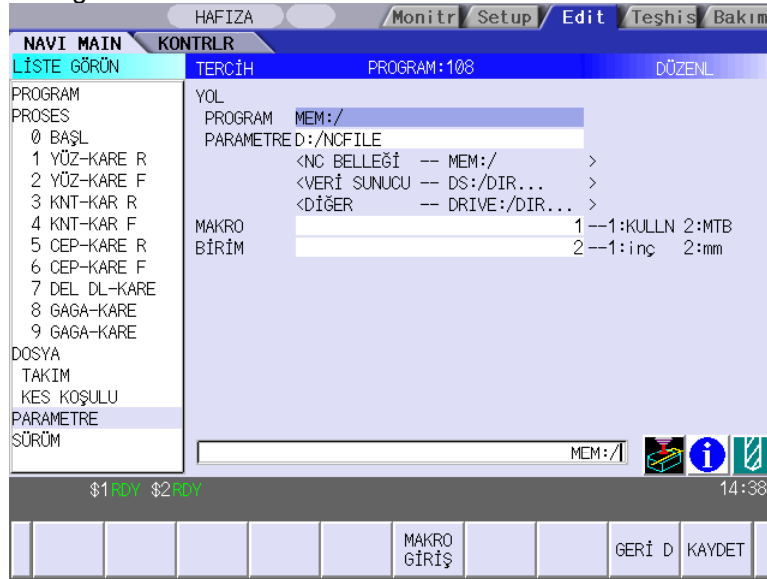 HAFIZA Monitr Setup Edit Teşhis Bakım
NAVI MAIN KONTRLR
LİSTE GÖRÜN TERCİH PROGRAM:108 DÜZENL
PROGRAM
PROSES
0 BAŞL
1 YÜZ-KARE R
2 YÜZ-KARE F
3 KNT-KAR R
4 KNT-KAR F
5 CEP-KARE R
6 CEP-KARE F
7 DEL DL-KARE
8 GAGA-KARE
9 GAGA-KARE
DOSYA
TAKIM
KES KOŞULU
PARAMETRE
SÜRÜM
YOL
PROGRAM MEM:/
PARAMETRE D:/NCFILE
<NC BELLEĞİ -- MEM:/ >
<VERİ SUNUCU -- DS:/DIR... >
<DİĞER -- DRIVE:/DIR... >
MAKRO 1 --1:KULLN 2:MTB
BİRİM 2 --1:inç 2:mm
MEM:/
$1 RDY $2 RDY 14:38
MAKRO GİRİŞ GERİ D KAYDET